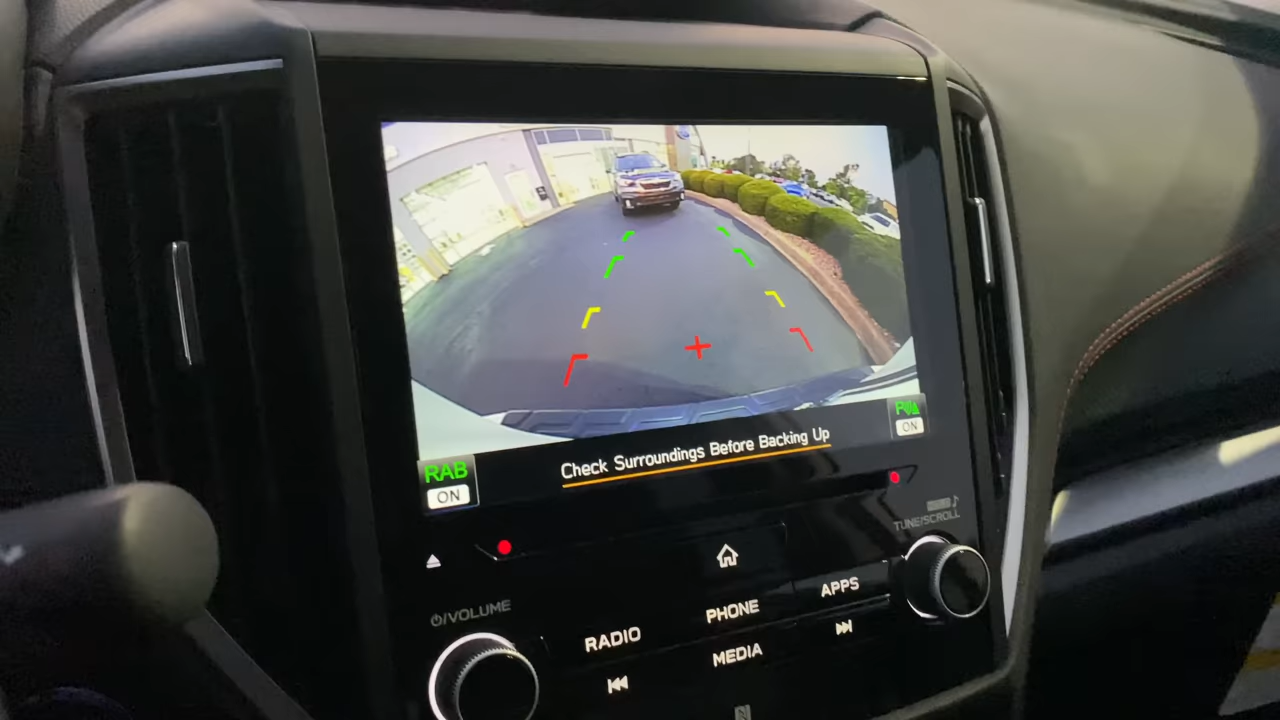 RAB
ON
Check Surroundings Before Backing Up
ON
TUNE/SCROLL
/VOLUME
RADIO
PHONE
APPS
MEDIA